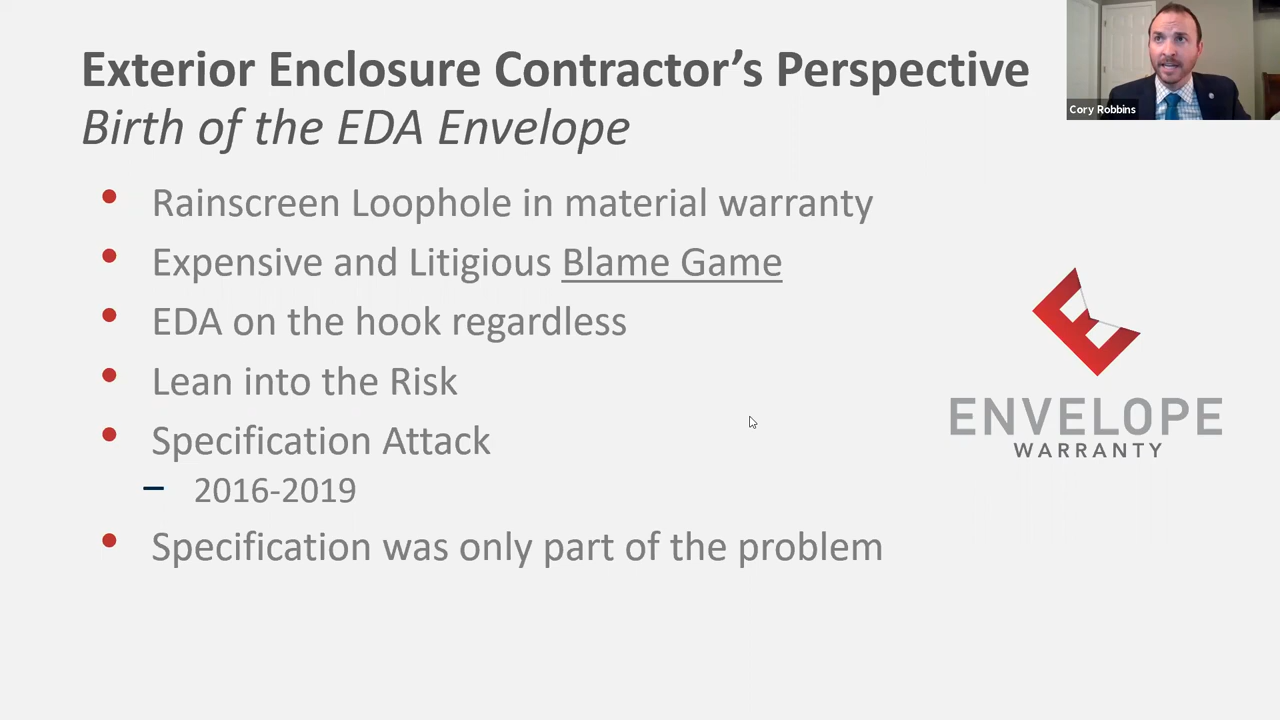 Exterior Enclosure Contractor’s Perspective
Birth of the EDA Envelope
Cory Robbins
• Rainscreen Loophole in material warranty
• Expensive and Litigious Blame Game
• EDA on the hook regardless
• Lean into the Risk
• Specification Attack
– 2016-2019
• Specification was only part of the problem
ENVELOPE
WARRANTY